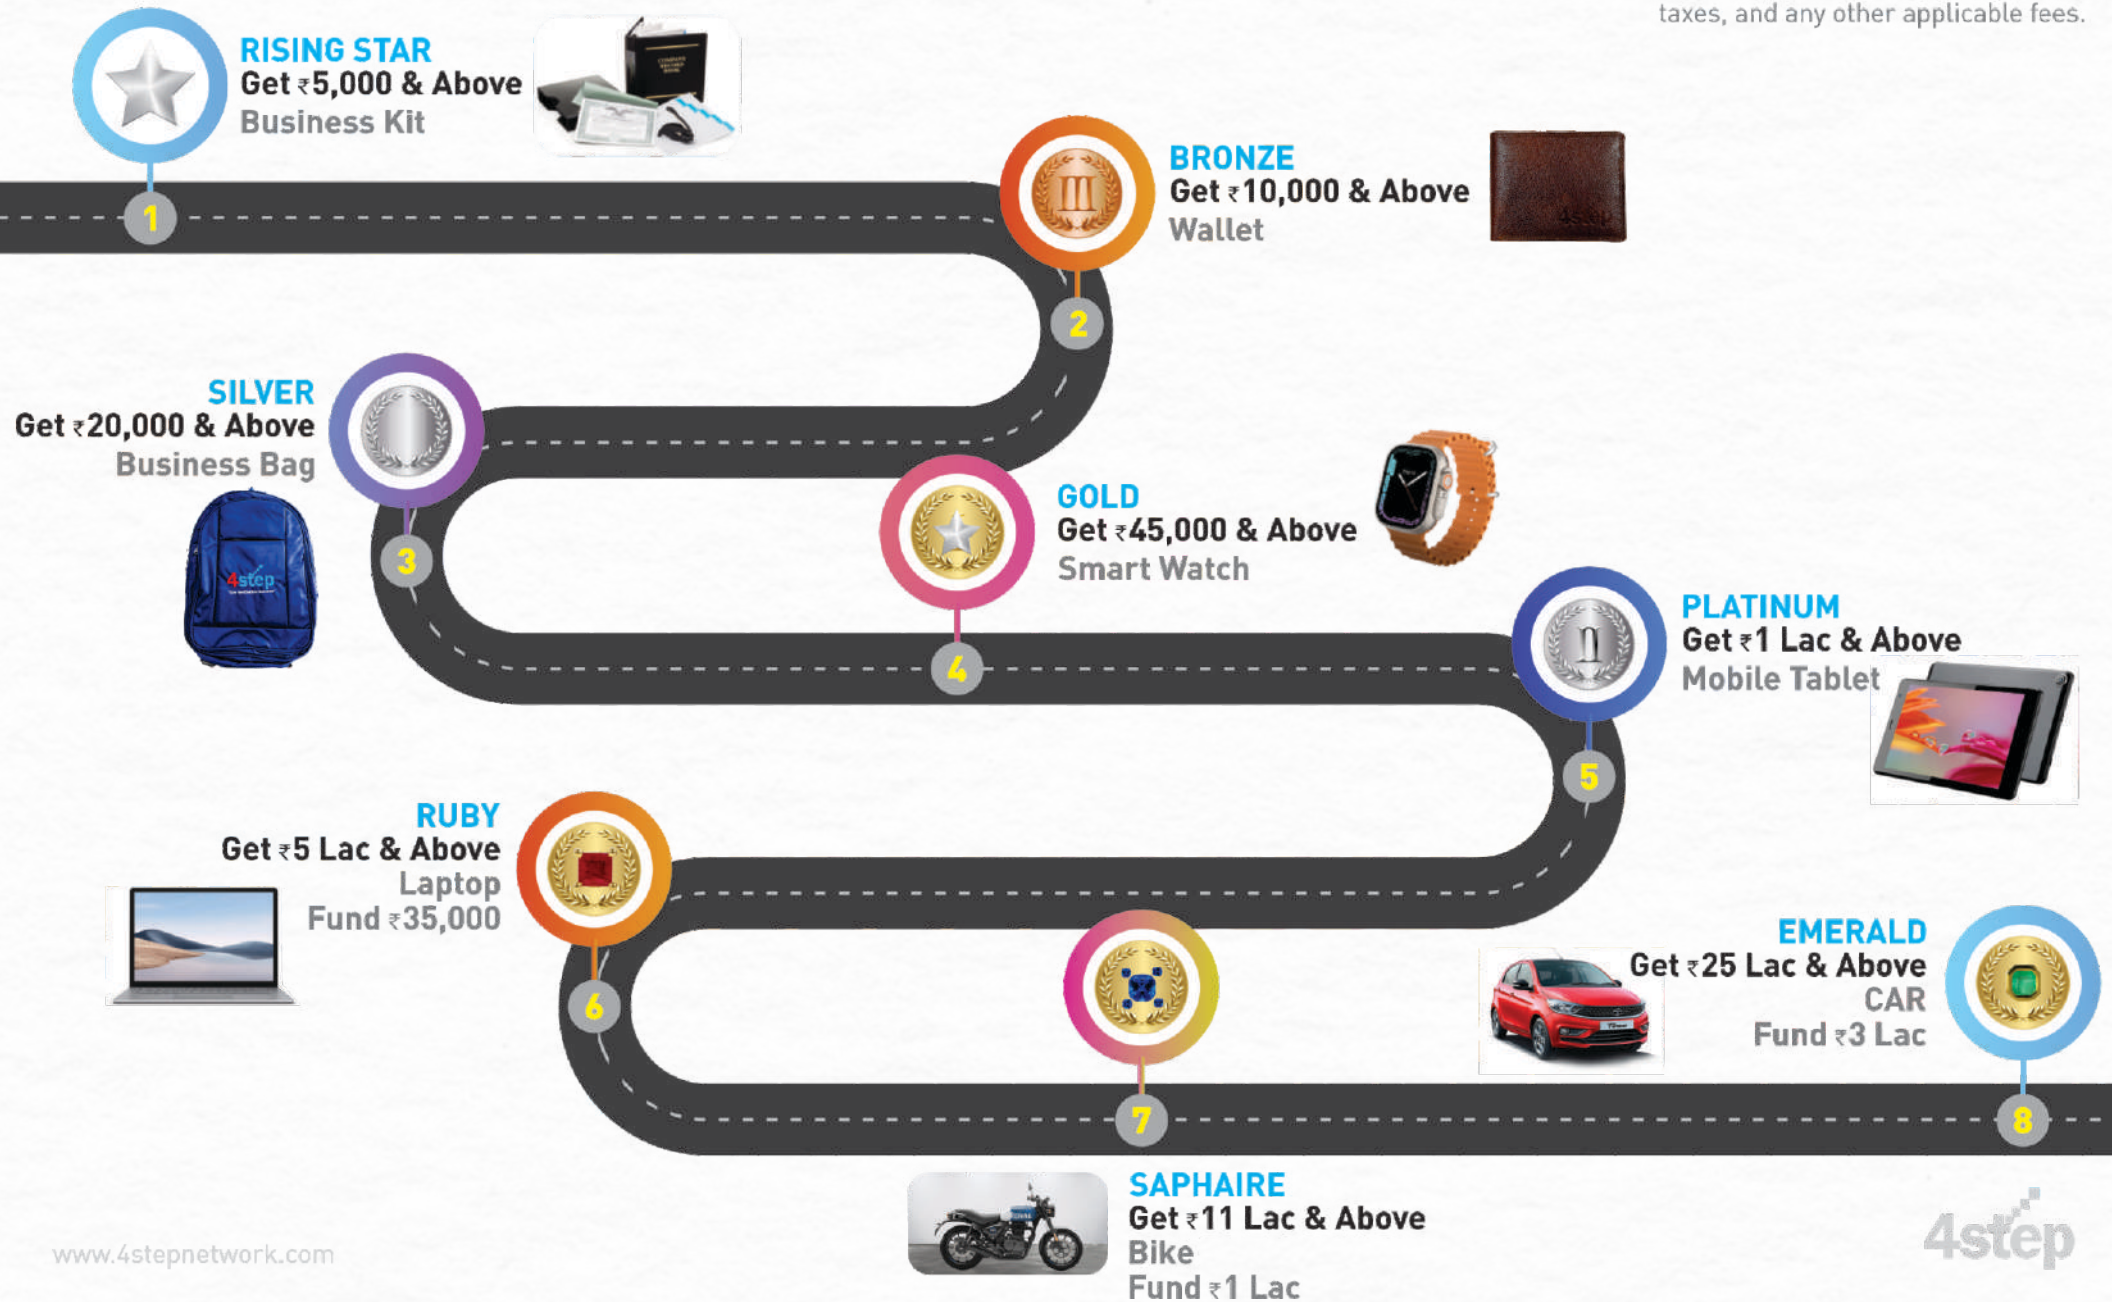 taxes, and any other applicable fees.
RISING STAR
Get ₹5,000 & Above
Business Kit
1
BRONZE
Get ₹10,000 & Above
Wallet
4step
III
2
SILVER
Get ₹20,000 & Above
Business Bag
4step
3
GOLD
Get ₹45,000 & Above
Smart Watch
4
PLATINUM
Get ₹1 Lac & Above
Mobile Tablet
5
RUBY
Get ₹5 Lac & Above
Laptop
Fund ₹35,000
6
EMERALD
Get ₹25 Lac & Above
CAR
Fund ₹3 Lac
7
8
SAPHAIRE
Get ₹11 Lac & Above
Bike
Fund ₹1 Lac
www.4stepnetwork.com
4step